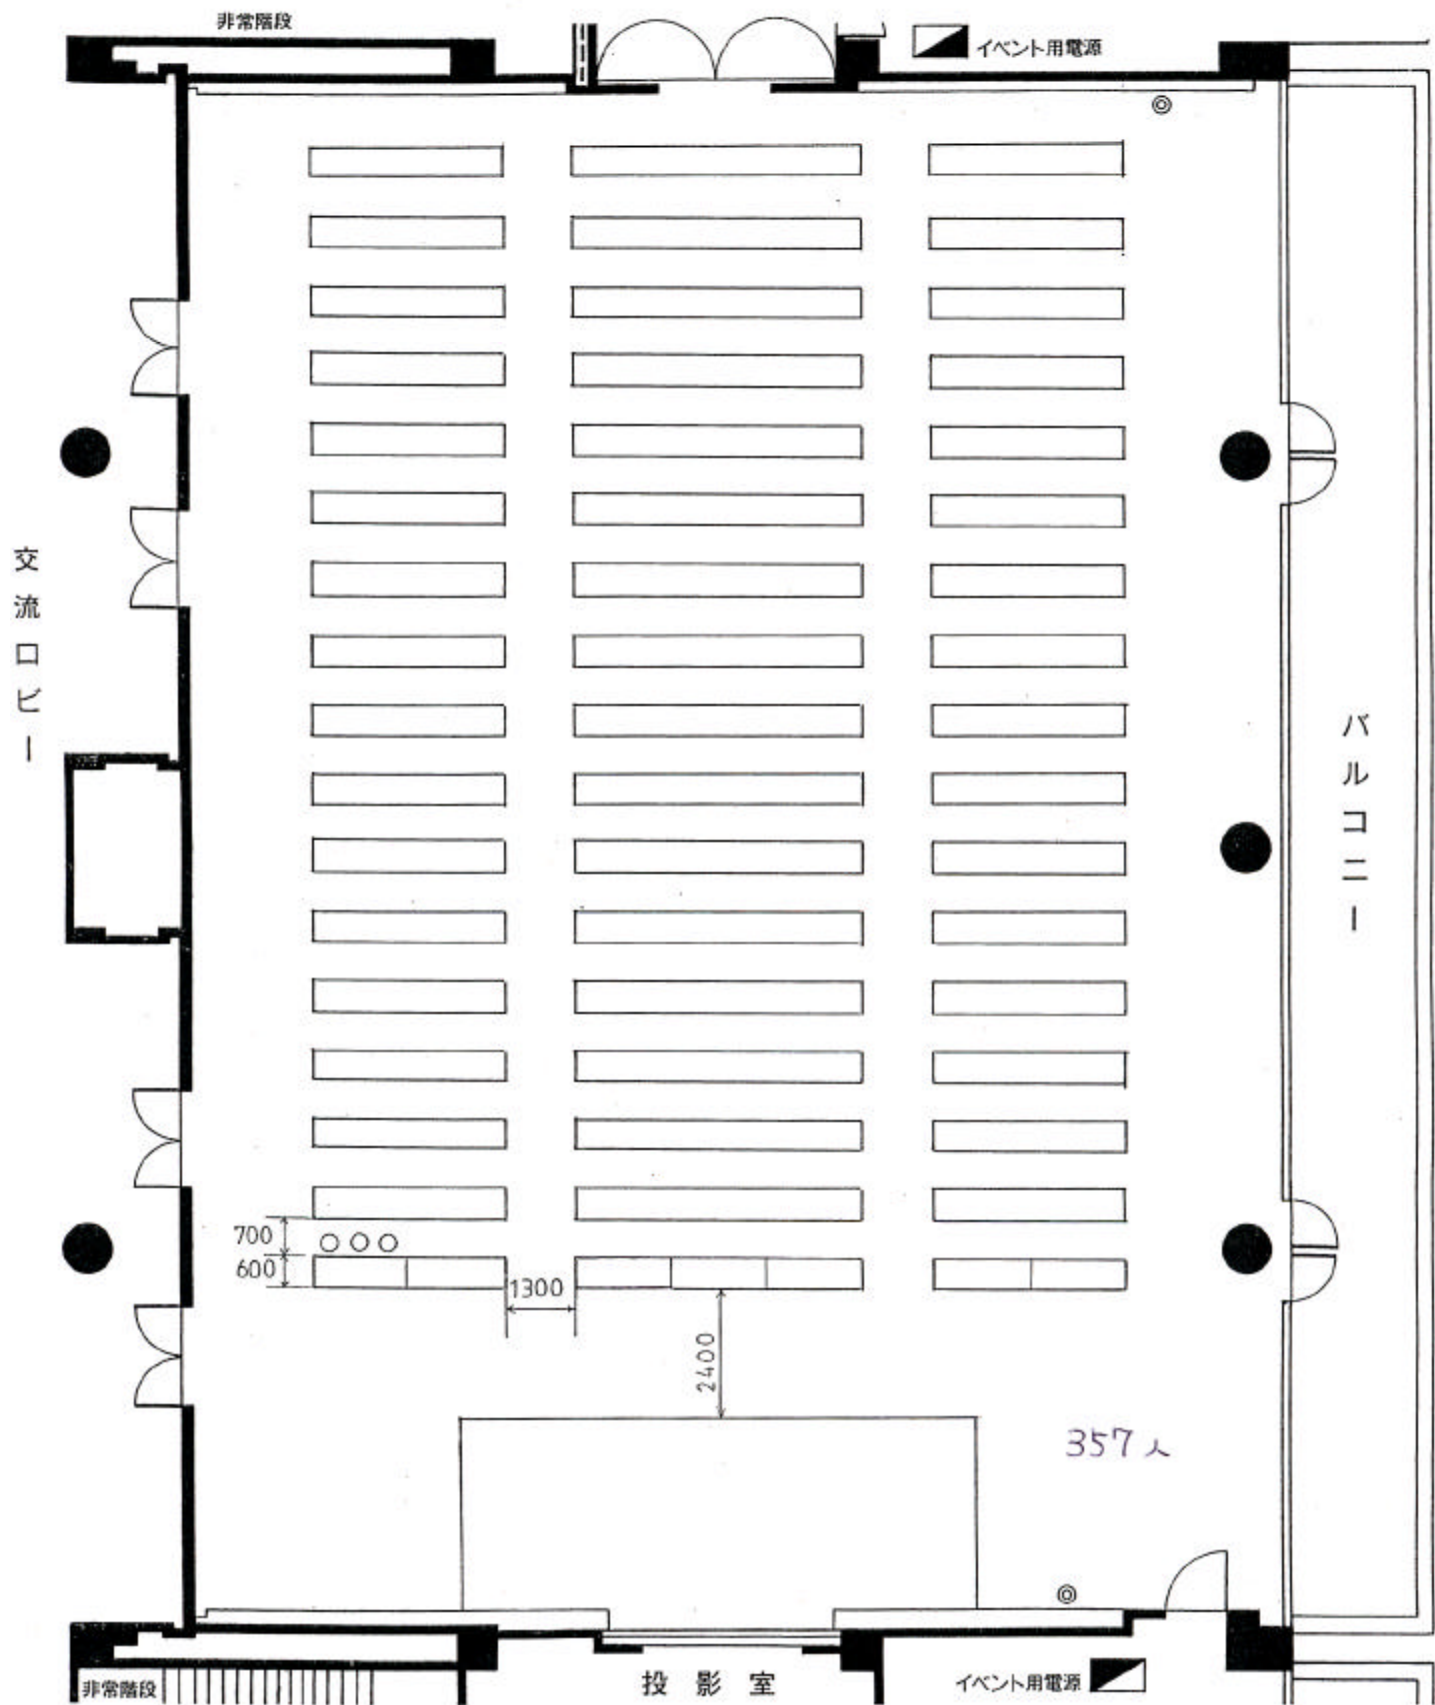 非常階段
イベント用電源
交流ロビー
バルコニー
700
600
1300
2400
357人
非常階段
投影室
イベント用電源